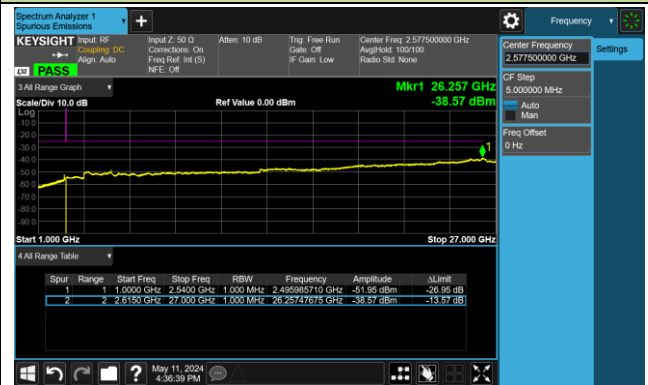 Spectrum Analyzer 1
Spurious Emissions
Frequency
KEYSIGHT
Input: RF
Coupling: DC
Align: Auto
Input Z: 50 Ω
Corrections: On
Freq Ref: Int (S)
NFE: Off
Atten: 10 dB
Trig: Free Run
Gate: Off
IF Gain: Low
Center Freq: 2.577500000 GHz
Avg|Hold: 100/100
Radio Std: None
LXI PASS
Center Frequency
2.577500000 GHz
Settings
CF Step
5.000000 MHz
Auto
Man
Freq Offset
0 Hz
3 All Range Graph
Mkr1 26.257 GHz
Scale/Div 10.0 dB
Ref Value 0.00 dBm
-38.57 dBm
Log
-10.0
-20.0
-30.0
-40.0
-50.0
-60.0
-70.0
-80.0
-90.0
1
Start 1.000 GHz
Stop 27.000 GHz
4 All Range Table
Spur Range Start Freq Stop Freq RBW Frequency Amplitude ΔLimit
1 1 1.0000 GHz 2.5400 GHz 1.000 MHz 2.495985710 GHz -51.95 dBm -26.95 dB
2 2 2.6150 GHz 27.000 GHz 1.000 MHz 26.25747675 GHz -38.57 dBm -13.57 dB
?
May 11, 2024
4:36:39 PM